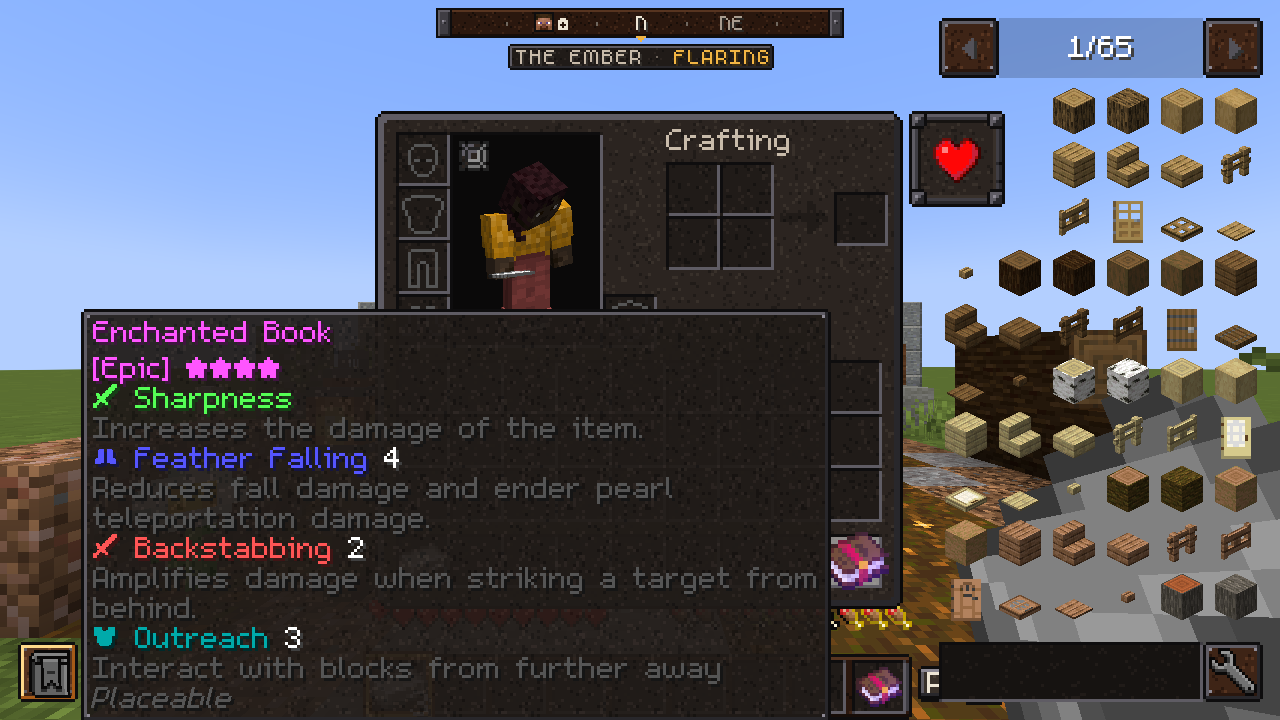 N
NE
THE EMBER · FLARING
1/65
Crafting
Enchanted Book
[Epic]
Sharpness
Increases the damage of the item.
Feather Falling 4
Reduces fall damage and ender pearl
teleportation damage.
Backstabbing 2
Amplifies damage when striking a target from
behind.
Outreach 3
Interact with blocks from further away
Placeable